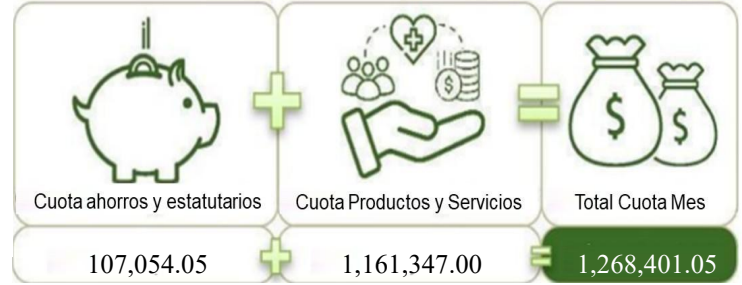 Cuota ahorros y estatutarios
Cuota Productos y Servicios
Total Cuota Mes
107,054.05
1,161,347.00
1,268,401.05